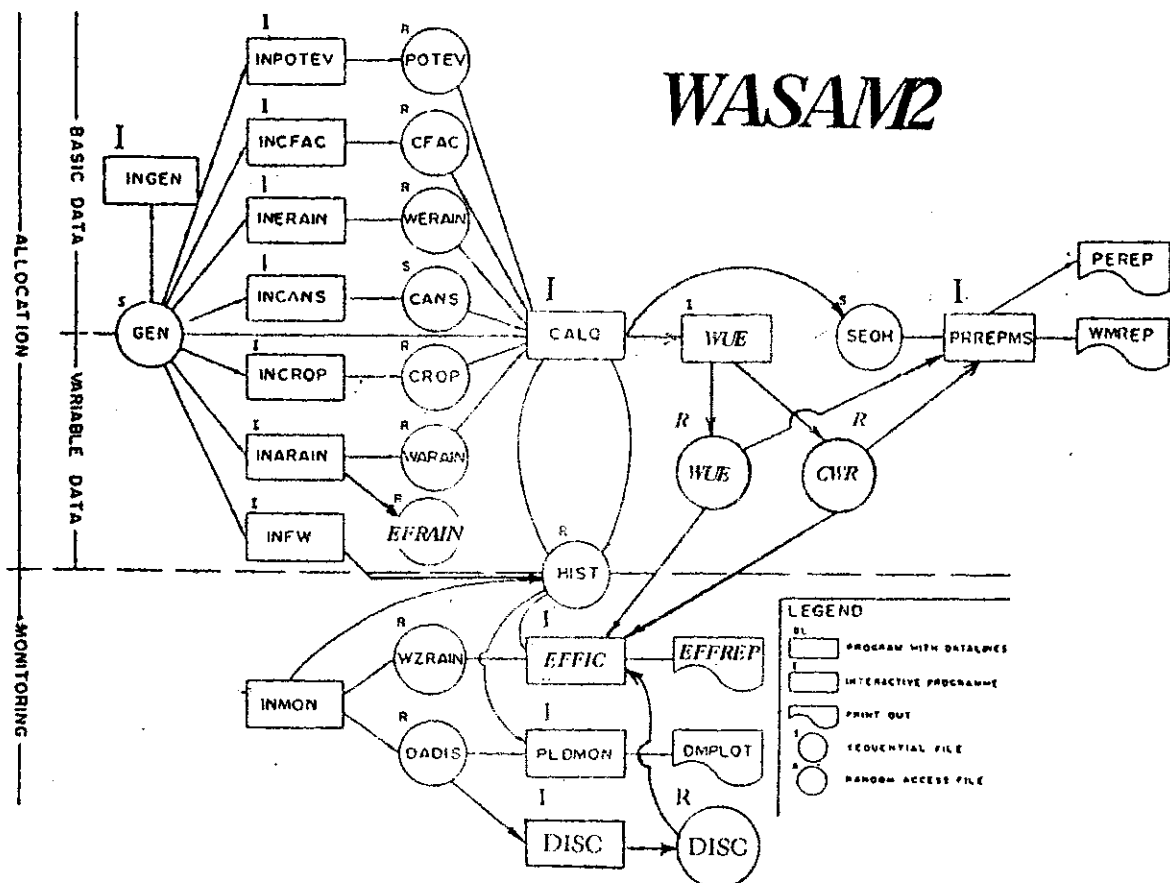 WASAM2
ALLOCATION
MONITORING
BASIC DATA
VARIABLE DATA
I
INGEN
S
GEN
I
INPOTEV
R
POTEV
I
INCFAC
R
CFAC
I
INERAIN
R
WERAIN
I
INCANS
S
CANS
I
INCROP
R
CROP
I
INARAIN
R
WARAIN
R
EFRAIN
I
INFW
I
CALQ
I
WUE
S
SEOH
I
PRREPMS
PEREP
WMREP
R
WUE
R
CWR
R
HIST
INMON
R
WZRAIN
I
EFFIC
EFFREP
R
DADIS
I
PLDMON
DMPLOT
I
DISC
R
DISC
LEGEND
PROGRAM WITH DATALINES
I
INTERACTIVE PROGRAMME
PRINT OUT
S
SEQUENTIAL FILE
R
RANDOM ACCESS FILE